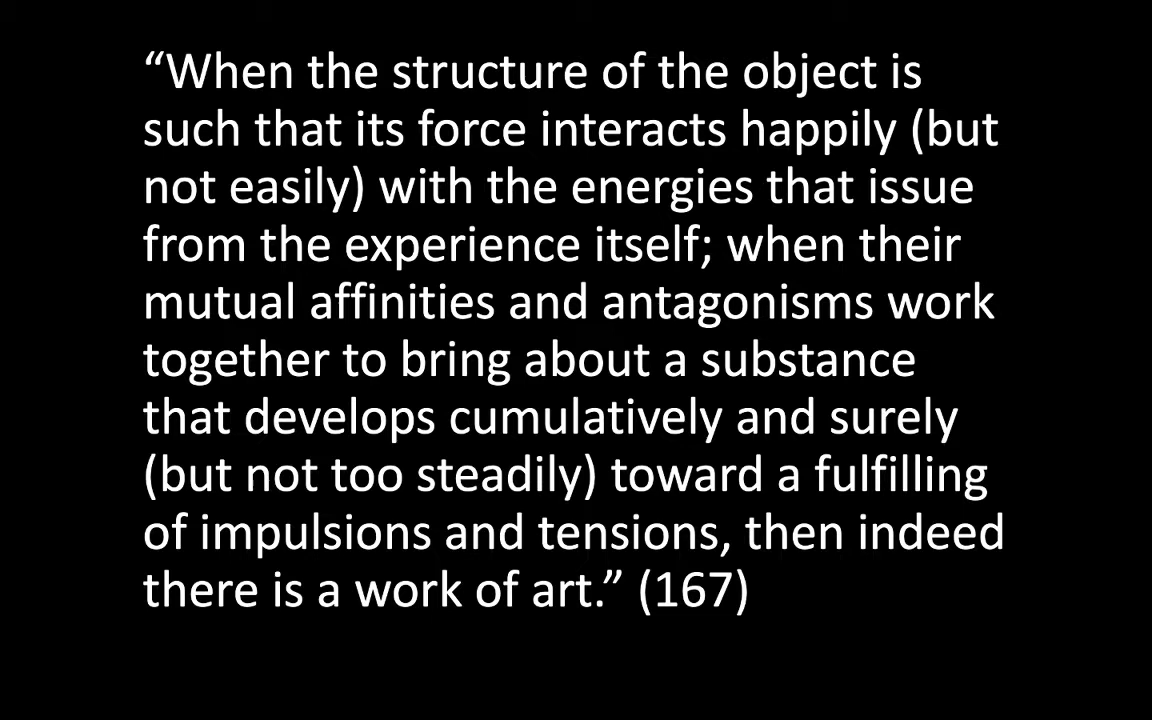 “When the structure of the object is
such that its force interacts happily (but
not easily) with the energies that issue
from the experience itself; when their
mutual affinities and antagonisms work
together to bring about a substance
that develops cumulatively and surely
(but not too steadily) toward a fulfilling
of impulsions and tensions, then indeed
there is a work of art.” (167)